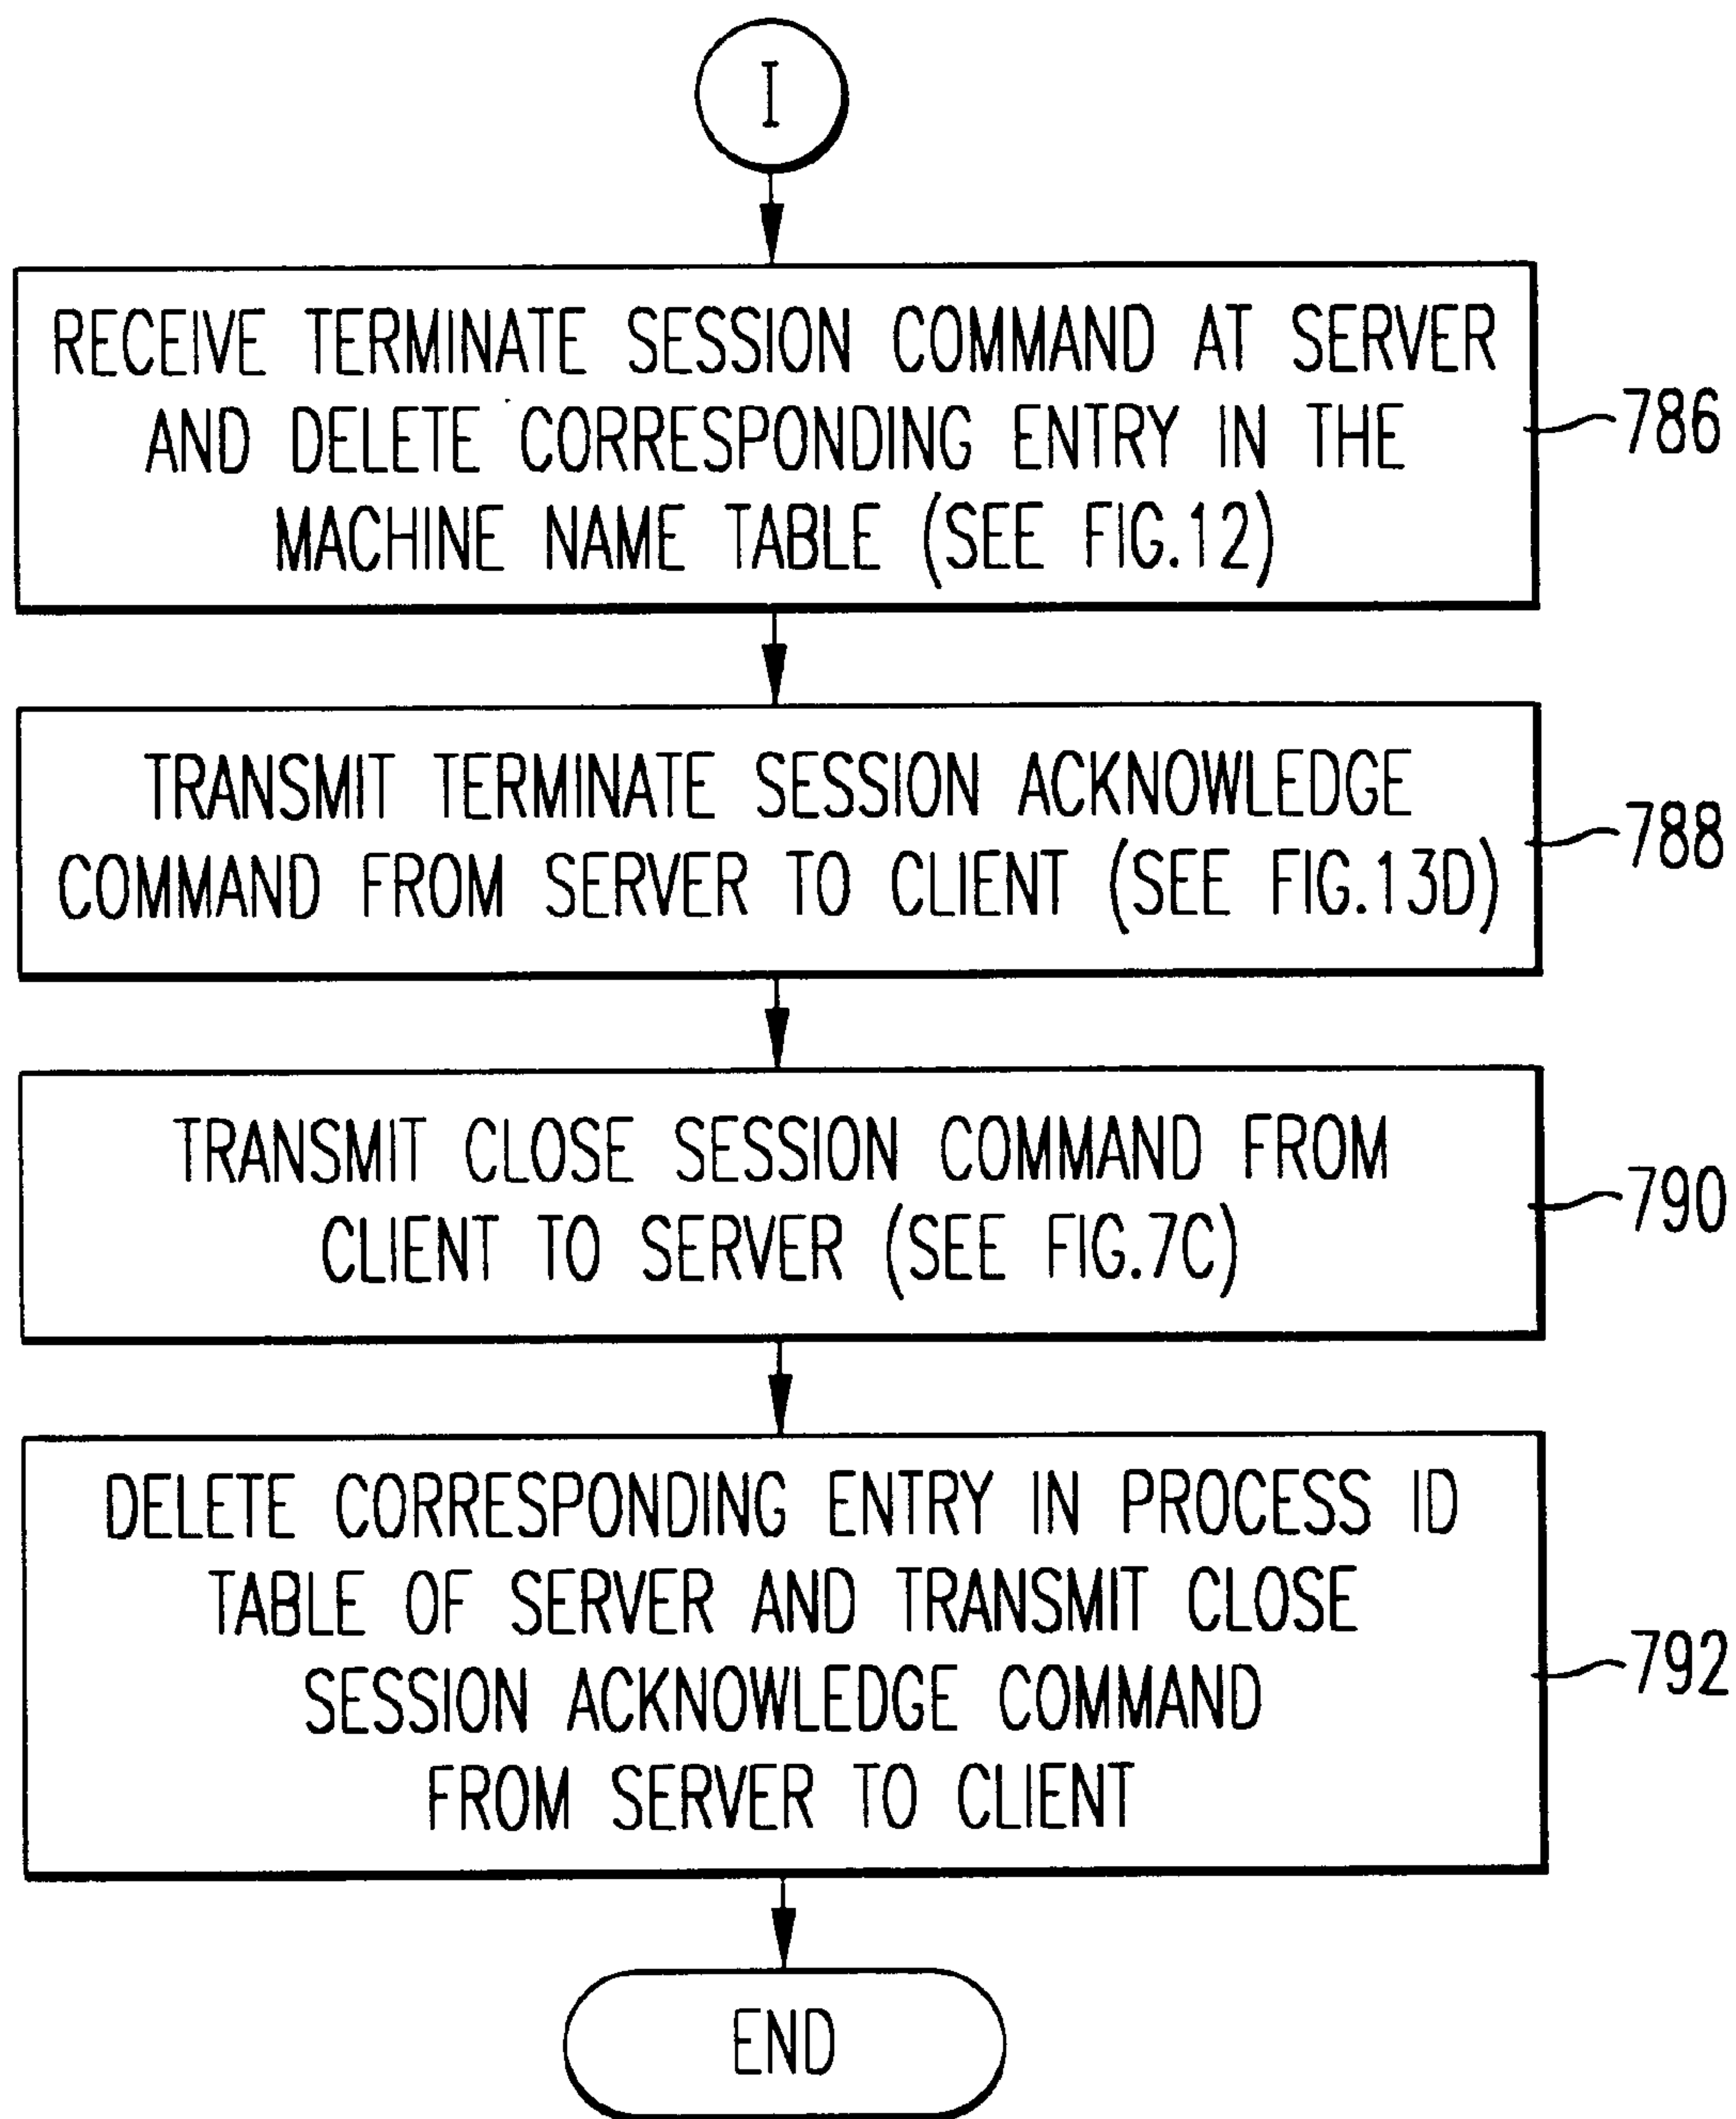 I
RECEIVE TERMINATE SESSION COMMAND AT SERVER
AND DELETE CORRESPONDING ENTRY IN THE
MACHINE NAME TABLE (SEE FIG.12)
786
TRANSMIT TERMINATE SESSION ACKNOWLEDGE
COMMAND FROM SERVER TO CLIENT (SEE FIG.13D)
788
TRANSMIT CLOSE SESSION COMMAND FROM
CLIENT TO SERVER (SEE FIG.7C)
790
DELETE CORRESPONDING ENTRY IN PROCESS ID
TABLE OF SERVER AND TRANSMIT CLOSE
SESSION ACKNOWLEDGE COMMAND
FROM SERVER TO CLIENT
792
END